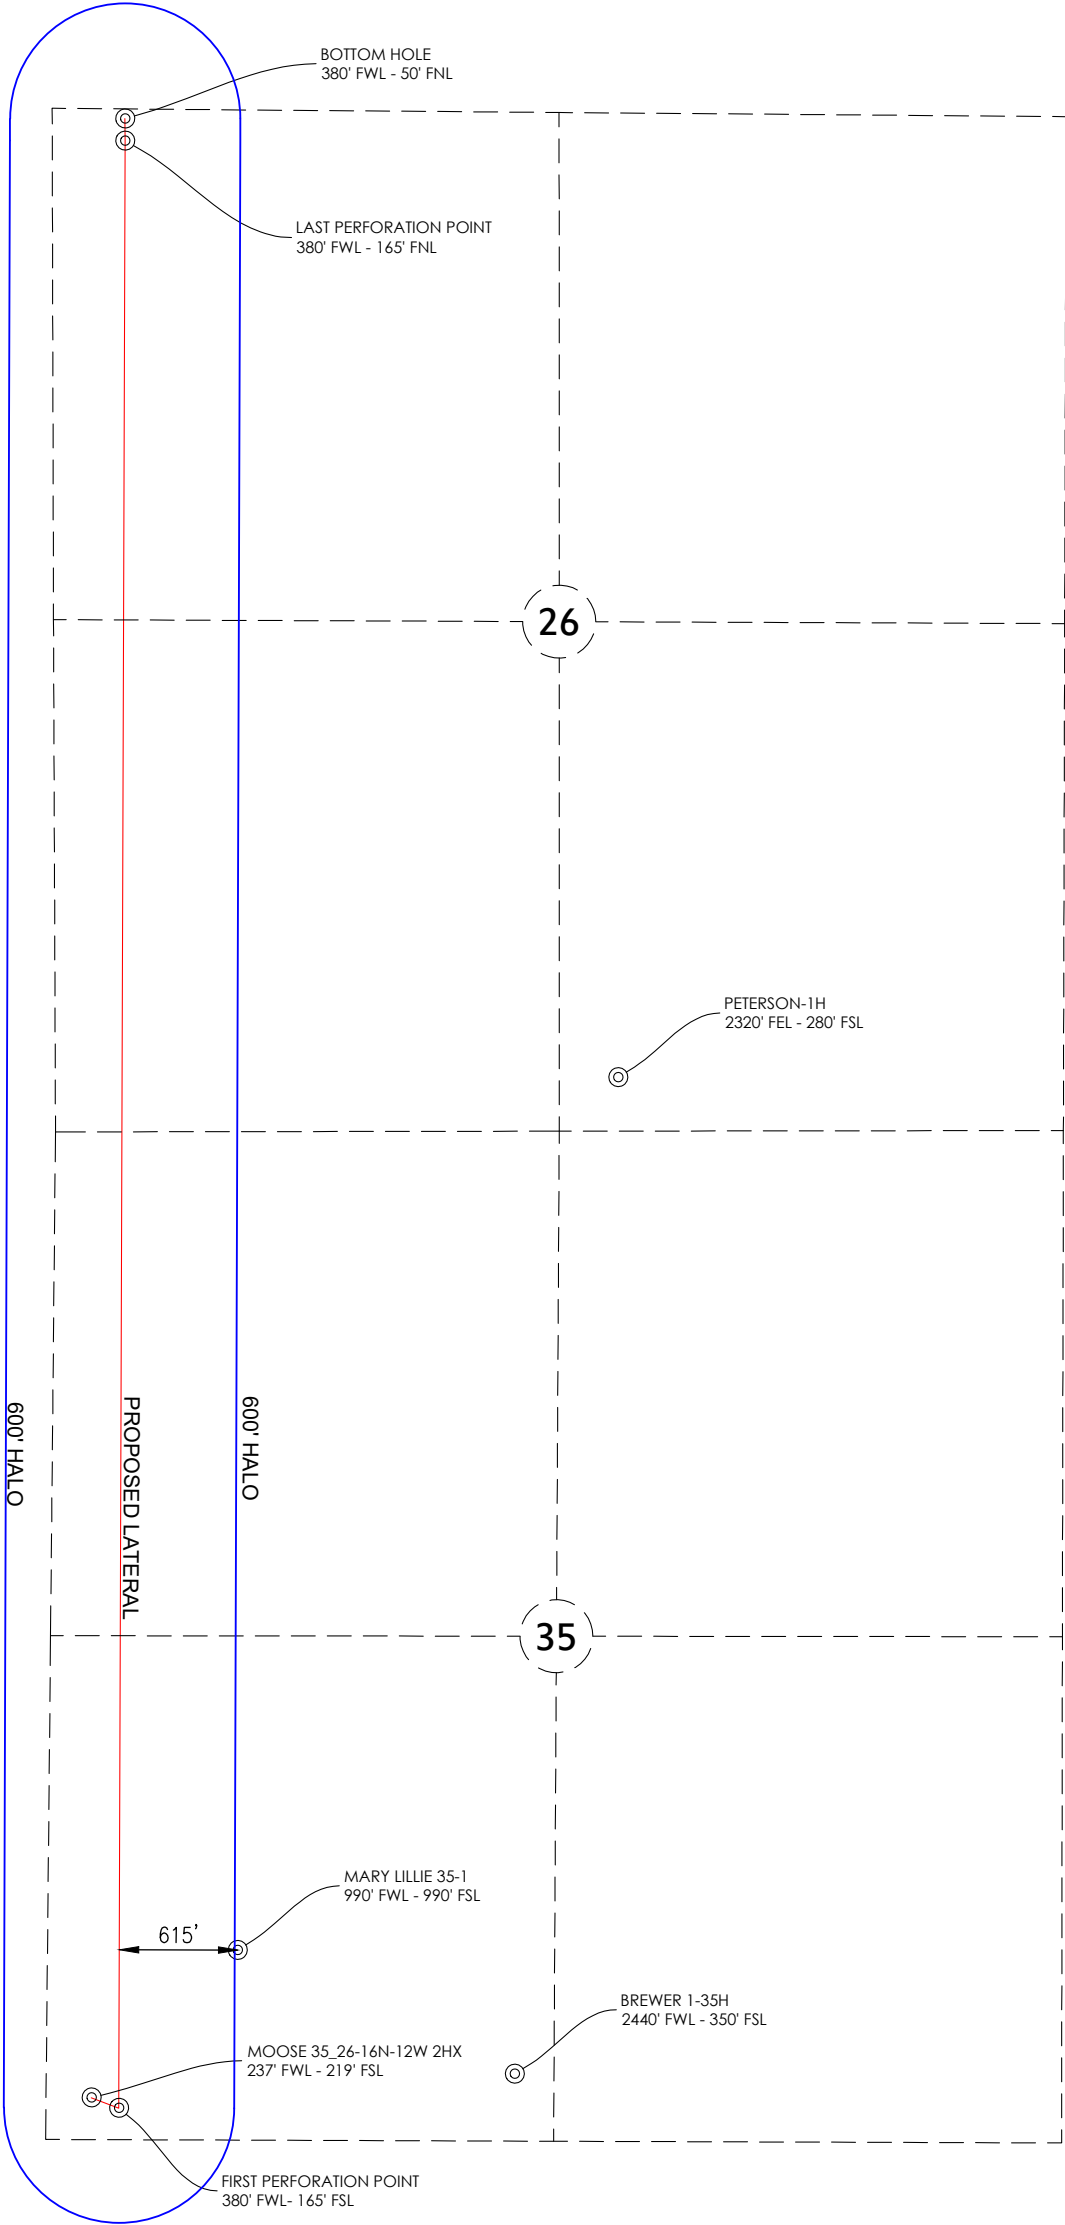 BOTTOM HOLE
380' FWL - 50' FNL
LAST PERFORATION POINT
380' FWL - 165' FNL
26
PETERSON-1H
2320' FEL - 280' FSL
600' HALO
PROPOSED LATERAL
600' HALO
35
MARY LILLIE 35-1
990' FWL - 990' FSL
615'
BREWER 1-35H
2440' FWL - 350' FSL
MOOSE 35_26-16N-12W 2HX
237' FWL - 219' FSL
FIRST PERFORATION POINT
380' FWL- 165' FSL